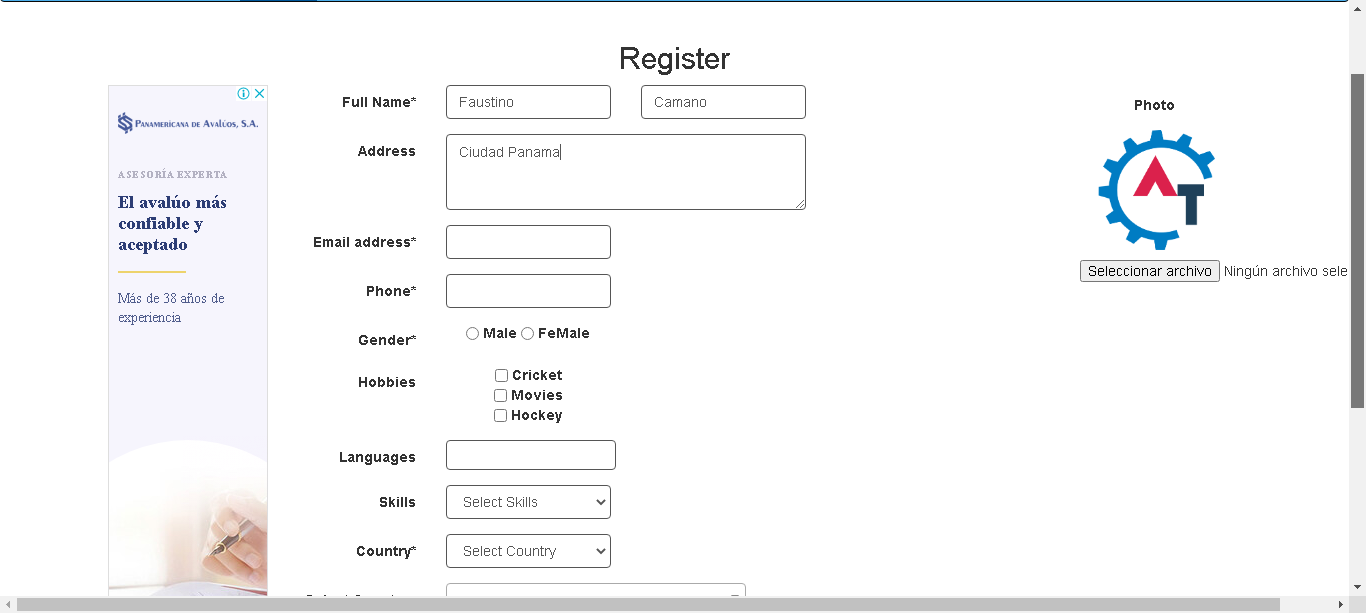 Register
PANAMERICANA DE AVALÚOS, S.A.
ASESORÍA EXPERTA
El avalúo más
confiable y
aceptado
Más de 38 años de
experiencia
Full Name* Faustino Camano
Address Ciudad Panama
Email address*
Phone*
Gender* Male FeMale
Hobbies Cricket
Movies
Hockey
Languages
Skills Select Skills
Country* Select Country
Photo
AT
Seleccionar archivo Ningún archivo sele